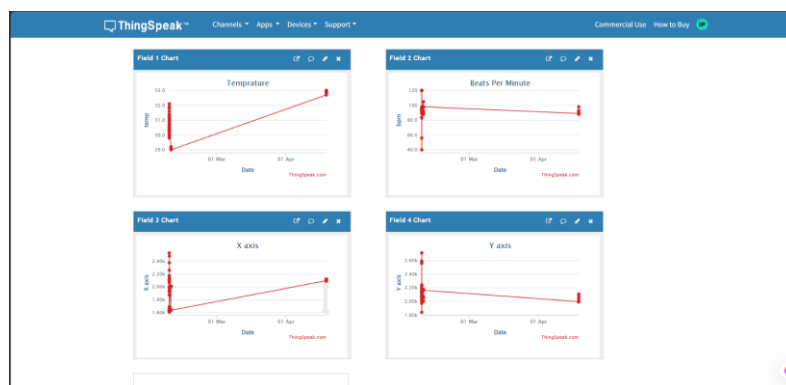 ThingSpeak™ Channels Apps Devices Support Commercial Use How to Buy
Field 1 Chart
Temprature
33.0
32.0
31.0
30.0
29.0
temp
01 Mar 01 Apr
Date
ThingSpeak.com
Field 2 Chart
Beats Per Minute
120
100
80.0
60.0
40.0
bpm
01 Mar 01 Apr
Date
ThingSpeak.com
Field 3 Chart
X axis
2.40k
2.20k
2.00k
1.80k
1.60k
X axis
01 Mar 01 Apr
Date
ThingSpeak.com
Field 4 Chart
Y axis
2.60k
2.40k
2.20k
2.00k
1.80k
Y axis
01 Mar 01 Apr
Date
ThingSpeak.com